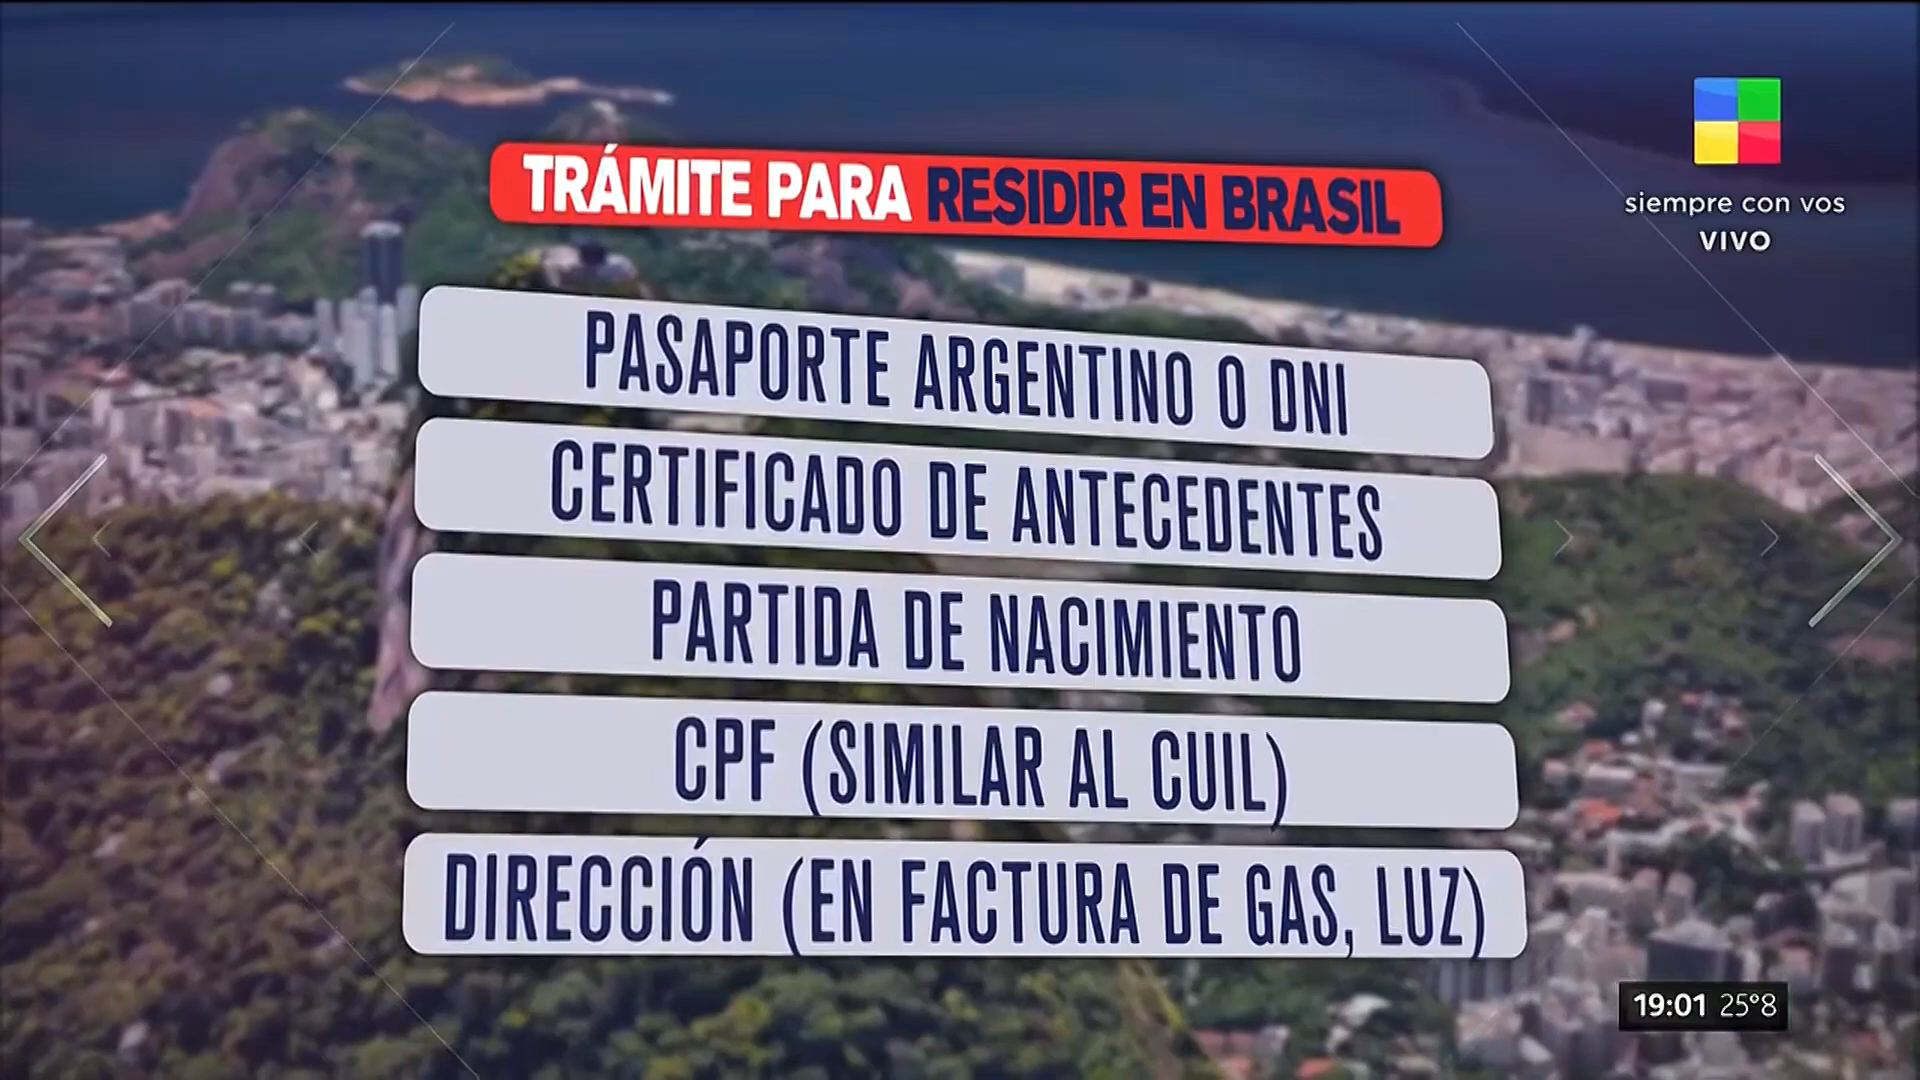 TRÁMITE PARA RESIDIR EN BRASIL
siempre con vos
VIVO
PASAPORTE ARGENTINO O DNI
CERTIFICADO DE ANTECEDENTES
PARTIDA DE NACIMIENTO
CPF (SIMILAR AL CUIL)
DIRECCIÓN (EN FACTURA DE GAS, LUZ)
19:01 25°8